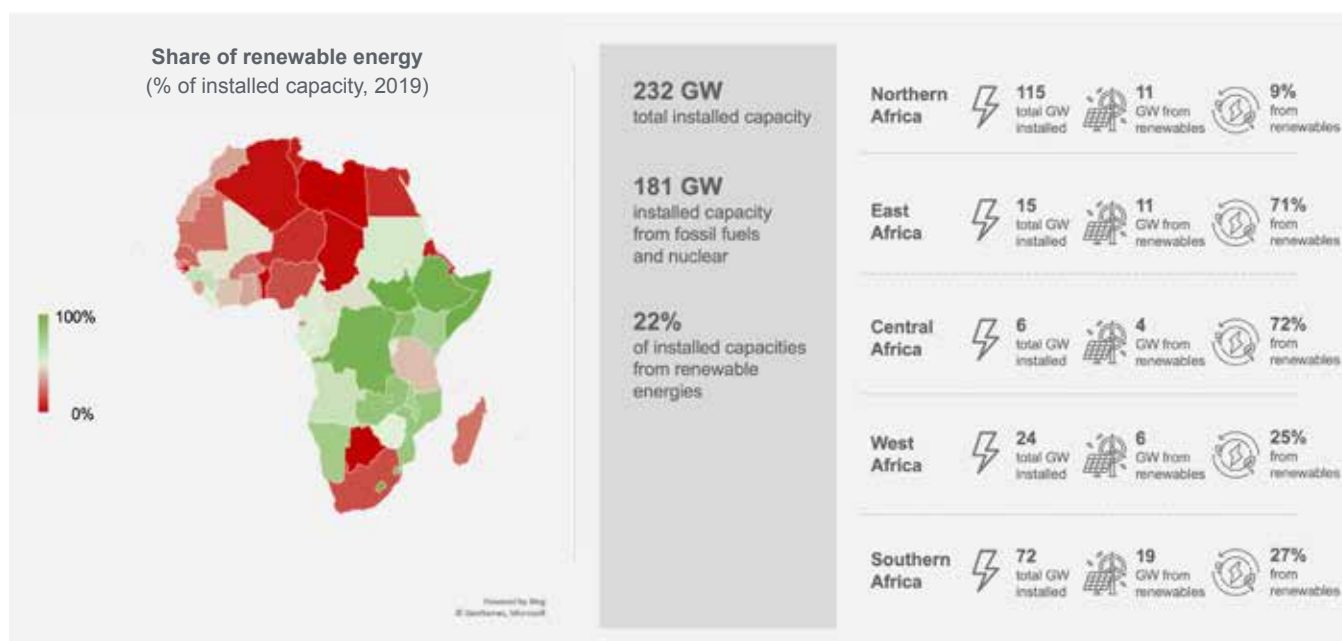 Share of renewable energy
(% of installed capacity, 2019)
100%
0%
Powered by Bing
© GeoNames, Microsoft
232 GW
total installed capacity
181 GW
installed capacity
from fossil fuels
and nuclear
22%
of installed capacities
from renewable
energies
Northern
Africa
115
total GW
installed
11
GW from
renewables
9%
from
renewables
East
Africa
15
total GW
installed
11
GW from
renewables
71%
from
renewables
Central
Africa
6
total GW
installed
4
GW from
renewables
72%
from
renewables
West
Africa
24
total GW
installed
6
GW from
renewables
25%
from
renewables
Southern
Africa
72
total GW
installed
19
GW from
renewables
27%
from
renewables